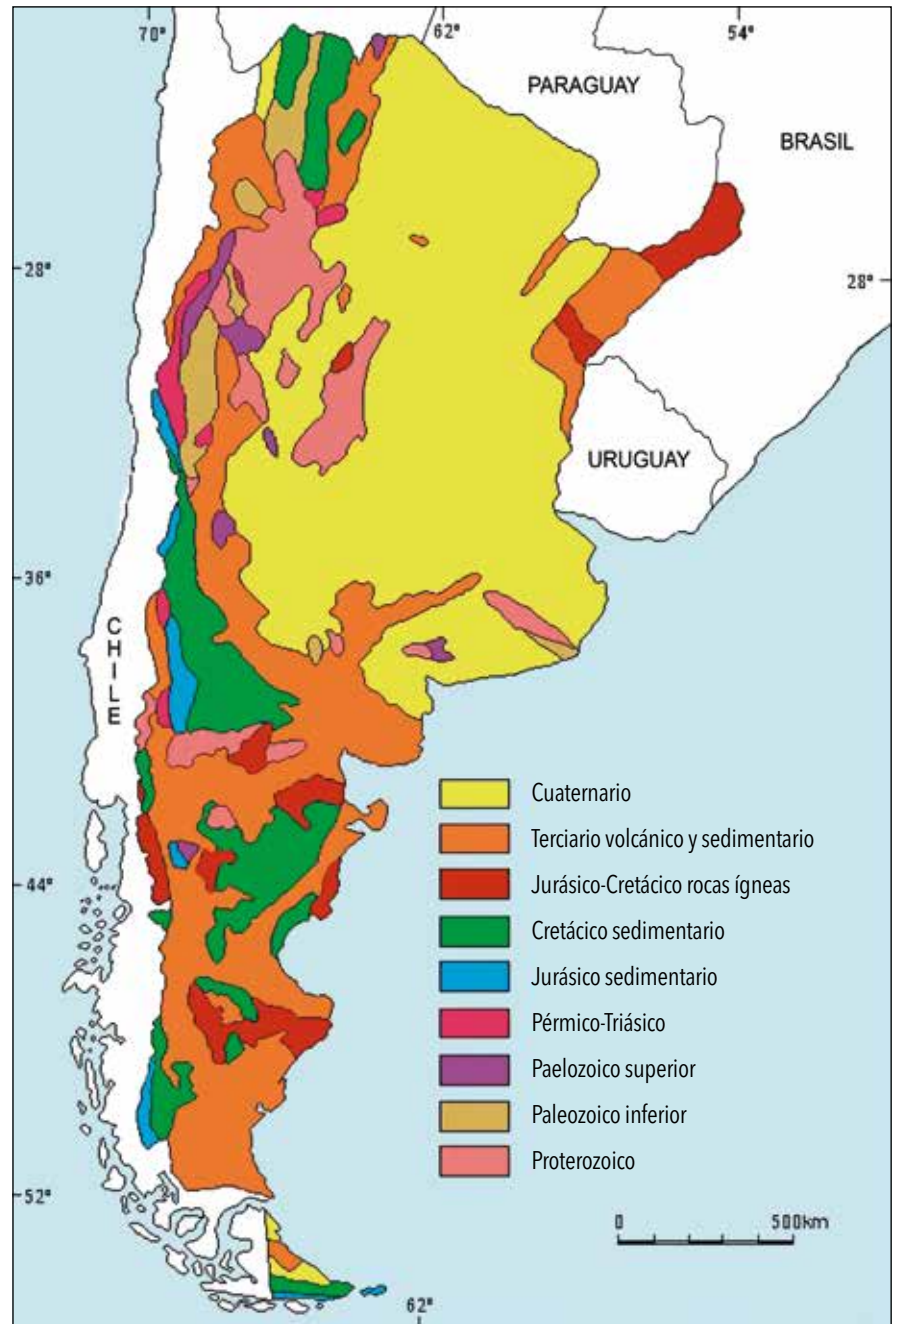 70°
62°
54°
PARAGUAY
BRASIL
28°
28°
URUGUAY
36°
CHILE
44°
52°
62°
Cuaternario
Terciario volcánico y sedimentario
Jurásico-Cretácico rocas ígneas
Cretácico sedimentario
Jurásico sedimentario
Pérmico-Triásico
Paelozoico superior
Paleozoico inferior
Proterozoico
0 500km